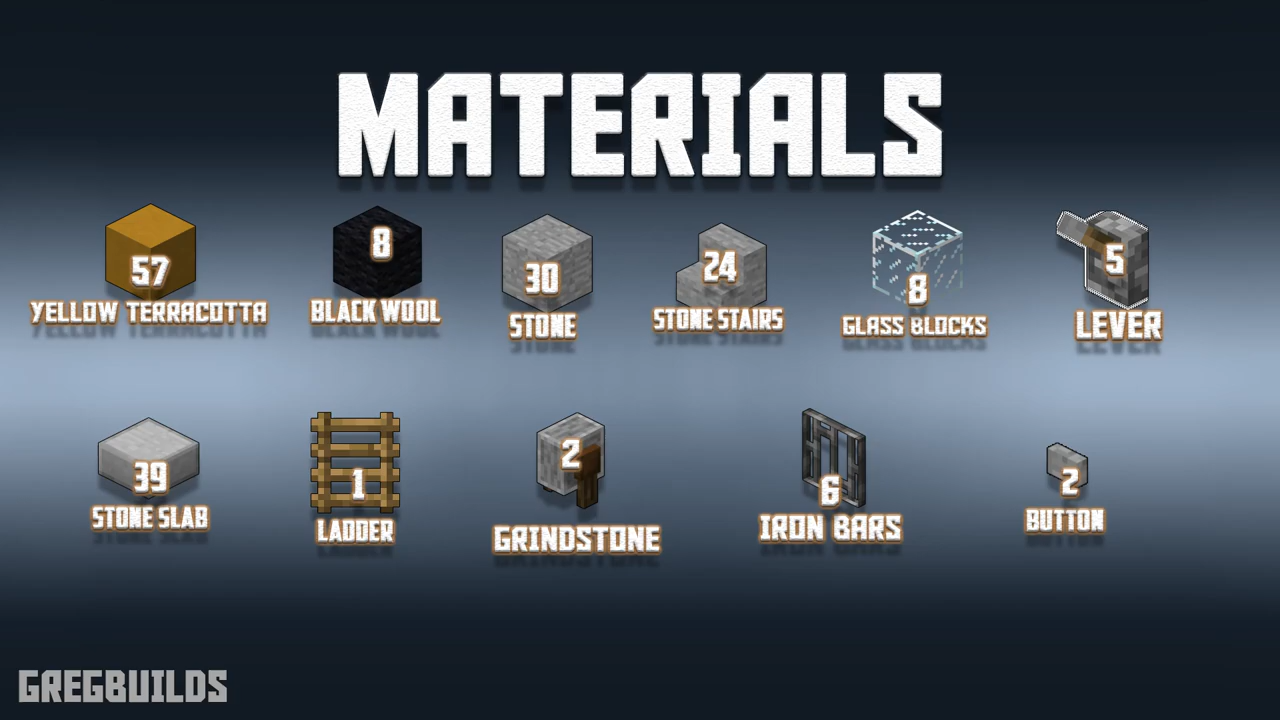 MATERIALS
57
YELLOW TERRACOTTA
8
BLACK WOOL
30
STONE
24
STONE STAIRS
8
GLASS BLOCKS
5
LEVER
39
STONE SLAB
1
LADDER
2
GRINDSTONE
6
IRON BARS
2
BUTTON
GREGBUILDS